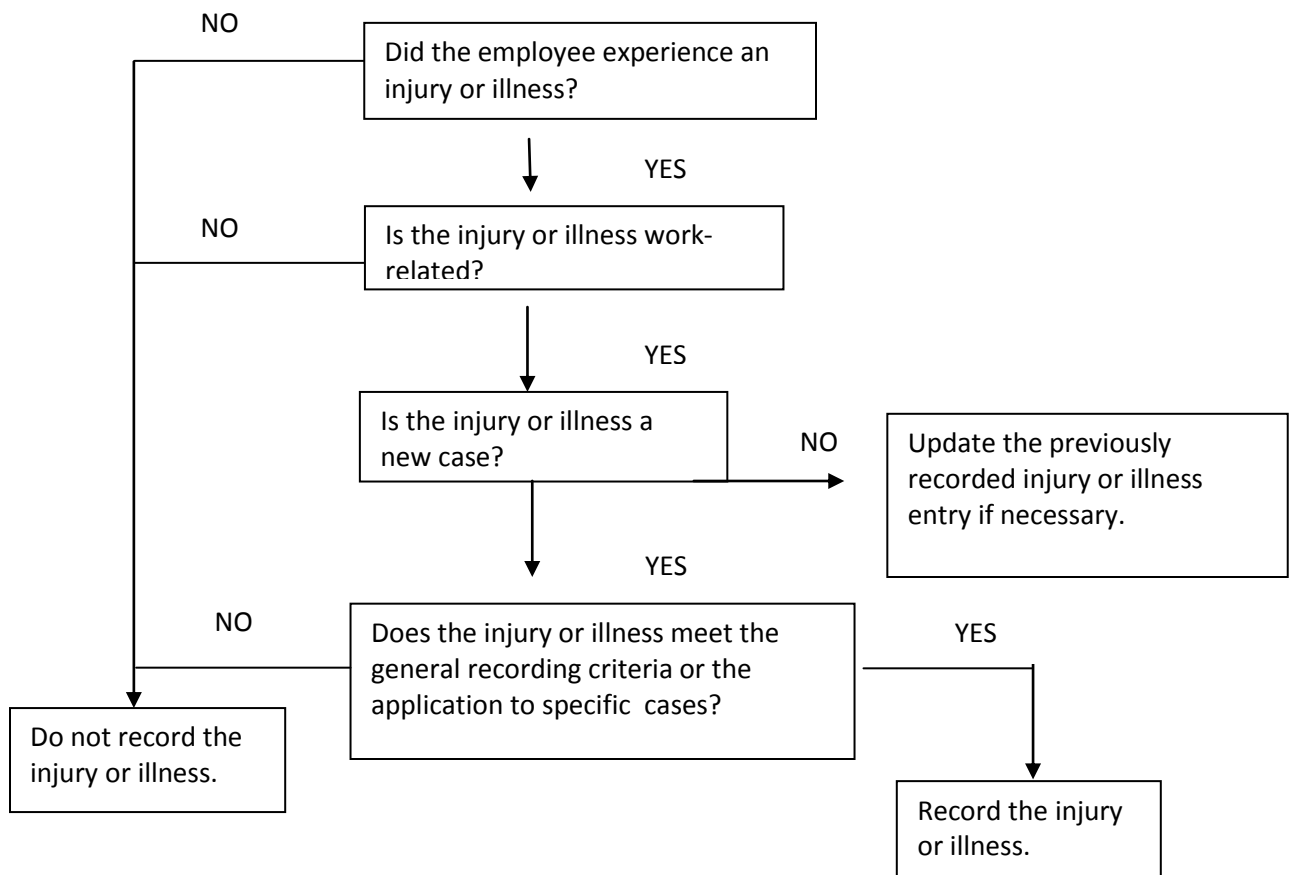 NO
Did the employee experience an
injury or illness?
YES
NO
Is the injury or illness work-
related?
YES
Is the injury or illness a
new case?
NO
Update the previously
recorded injury or illness
entry if necessary.
YES
NO
Does the injury or illness meet the
general recording criteria or the
application to specific  cases?
YES
Do not record the
injury or illness.
Record the injury
or illness.